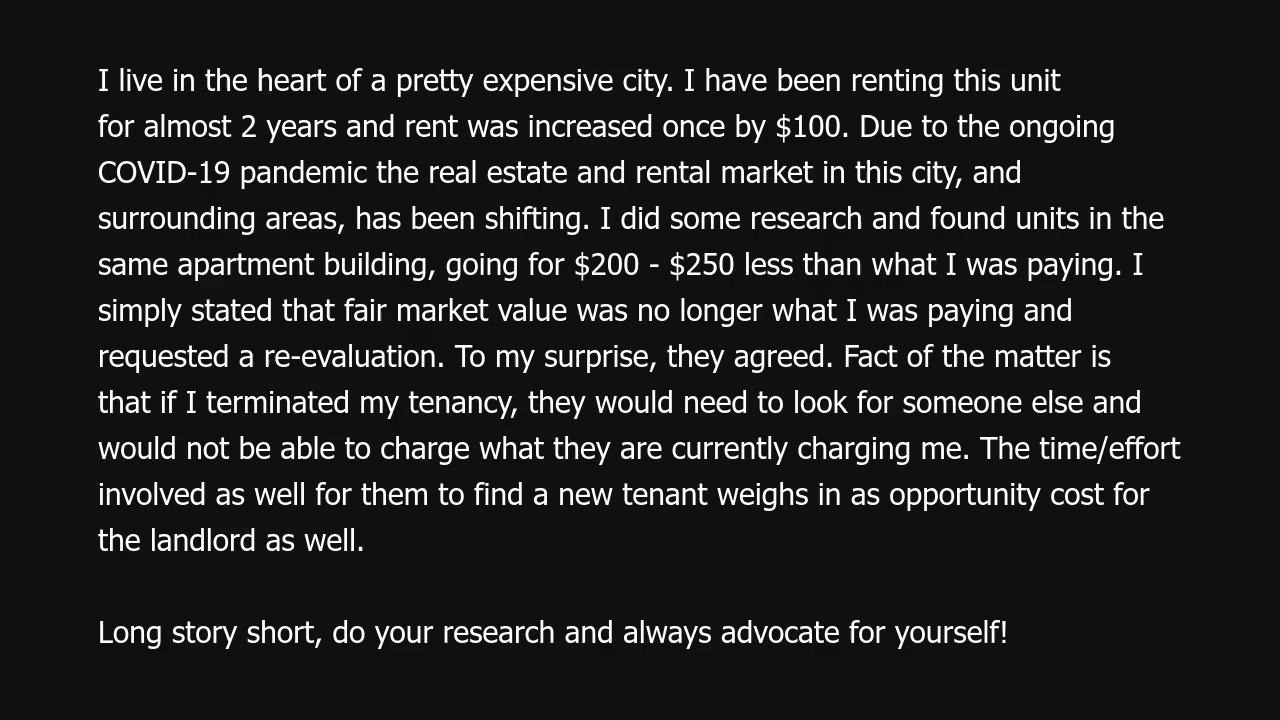 I live in the heart of a pretty expensive city. I have been renting this unit
for almost 2 years and rent was increased once by $100. Due to the ongoing
COVID-19 pandemic the real estate and rental market in this city, and
surrounding areas, has been shifting. I did some research and found units in the
same apartment building, going for $200 - $250 less than what I was paying. I
simply stated that fair market value was no longer what I was paying and
requested a re-evaluation. To my surprise, they agreed. Fact of the matter is
that if I terminated my tenancy, they would need to look for someone else and
would not be able to charge what they are currently charging me. The time/effort
involved as well for them to find a new tenant weighs in as opportunity cost for
the landlord as well.
Long story short, do your research and always advocate for yourself!